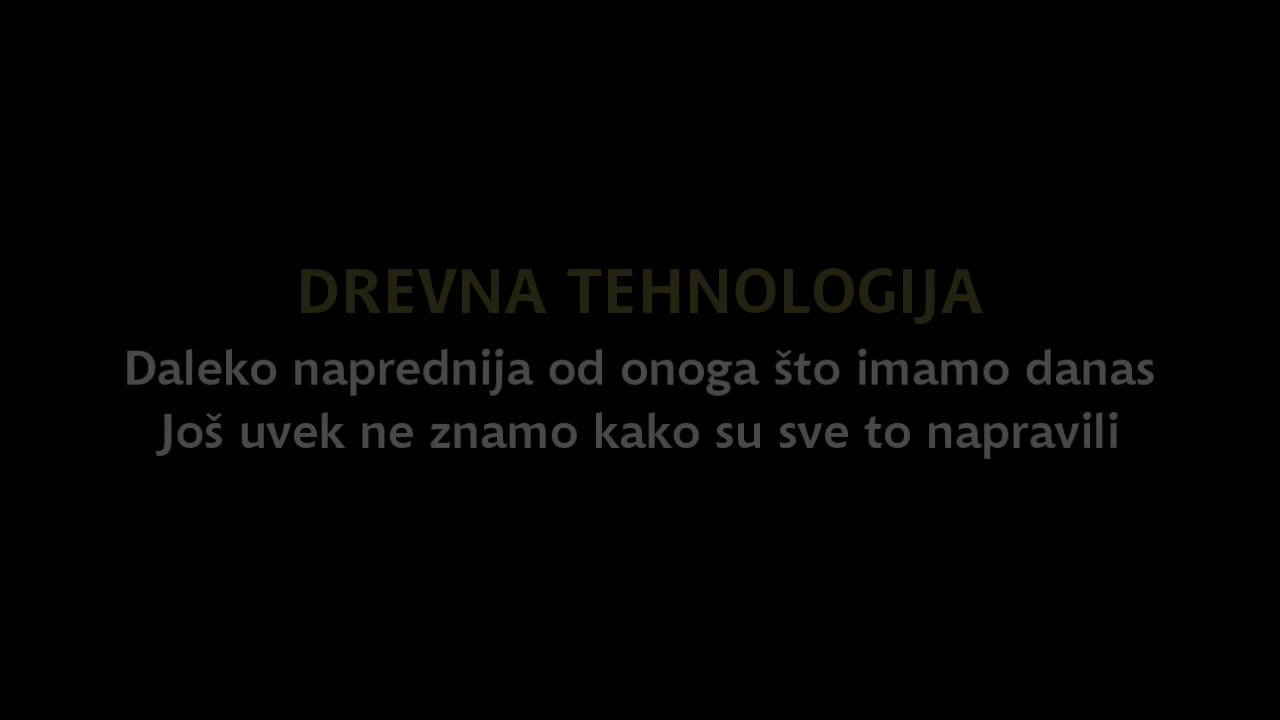 DREVNA TEHNOLOGIJA
Daleko naprednija od onoga što imamo danas
Još uvek ne znamo kako su sve to napravili